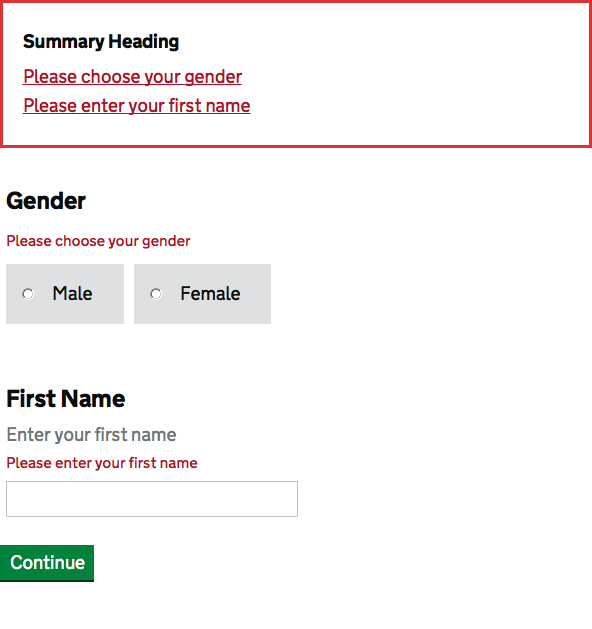 Summary Heading
Please choose your gender
Please enter your first name
Gender
Please choose your gender
Male Female
First Name
Enter your first name
Please enter your first name
Continue